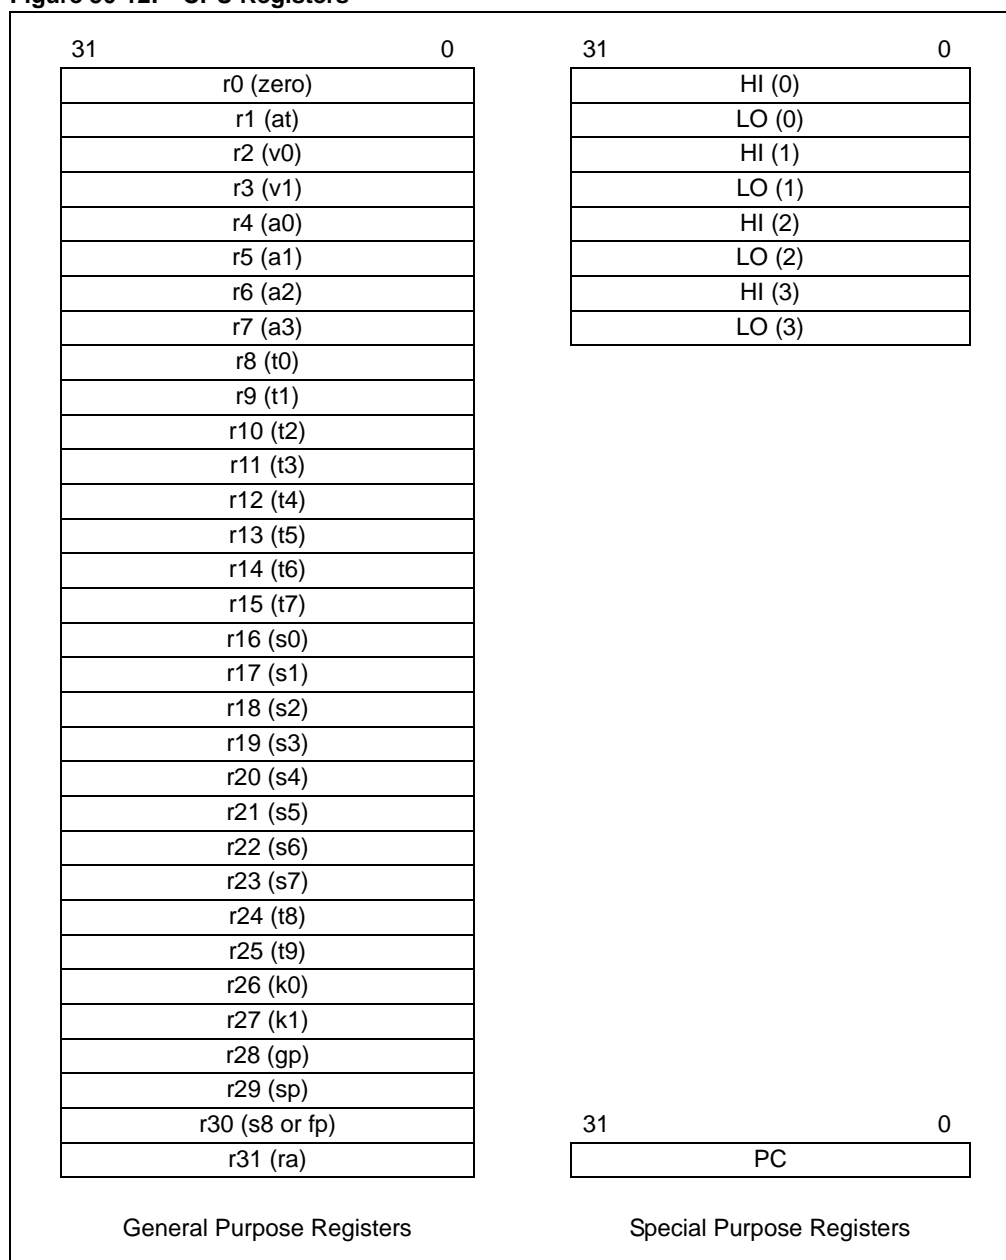 31 0
r0 (zero)
r1 (at)
r2 (v0)
r3 (v1)
r4 (a0)
r5 (a1)
r6 (a2)
r7 (a3)
r8 (t0)
r9 (t1)
r10 (t2)
r11 (t3)
r12 (t4)
r13 (t5)
r14 (t6)
r15 (t7)
r16 (s0)
r17 (s1)
r18 (s2)
r19 (s3)
r20 (s4)
r21 (s5)
r22 (s6)
r23 (s7)
r24 (t8)
r25 (t9)
r26 (k0)
r27 (k1)
r28 (gp)
r29 (sp)
r30 (s8 or fp)
r31 (ra)
General Purpose Registers
31 0
HI (0)
LO (0)
HI (1)
LO (1)
HI (2)
LO (2)
HI (3)
LO (3)
31 0
PC
Special Purpose Registers